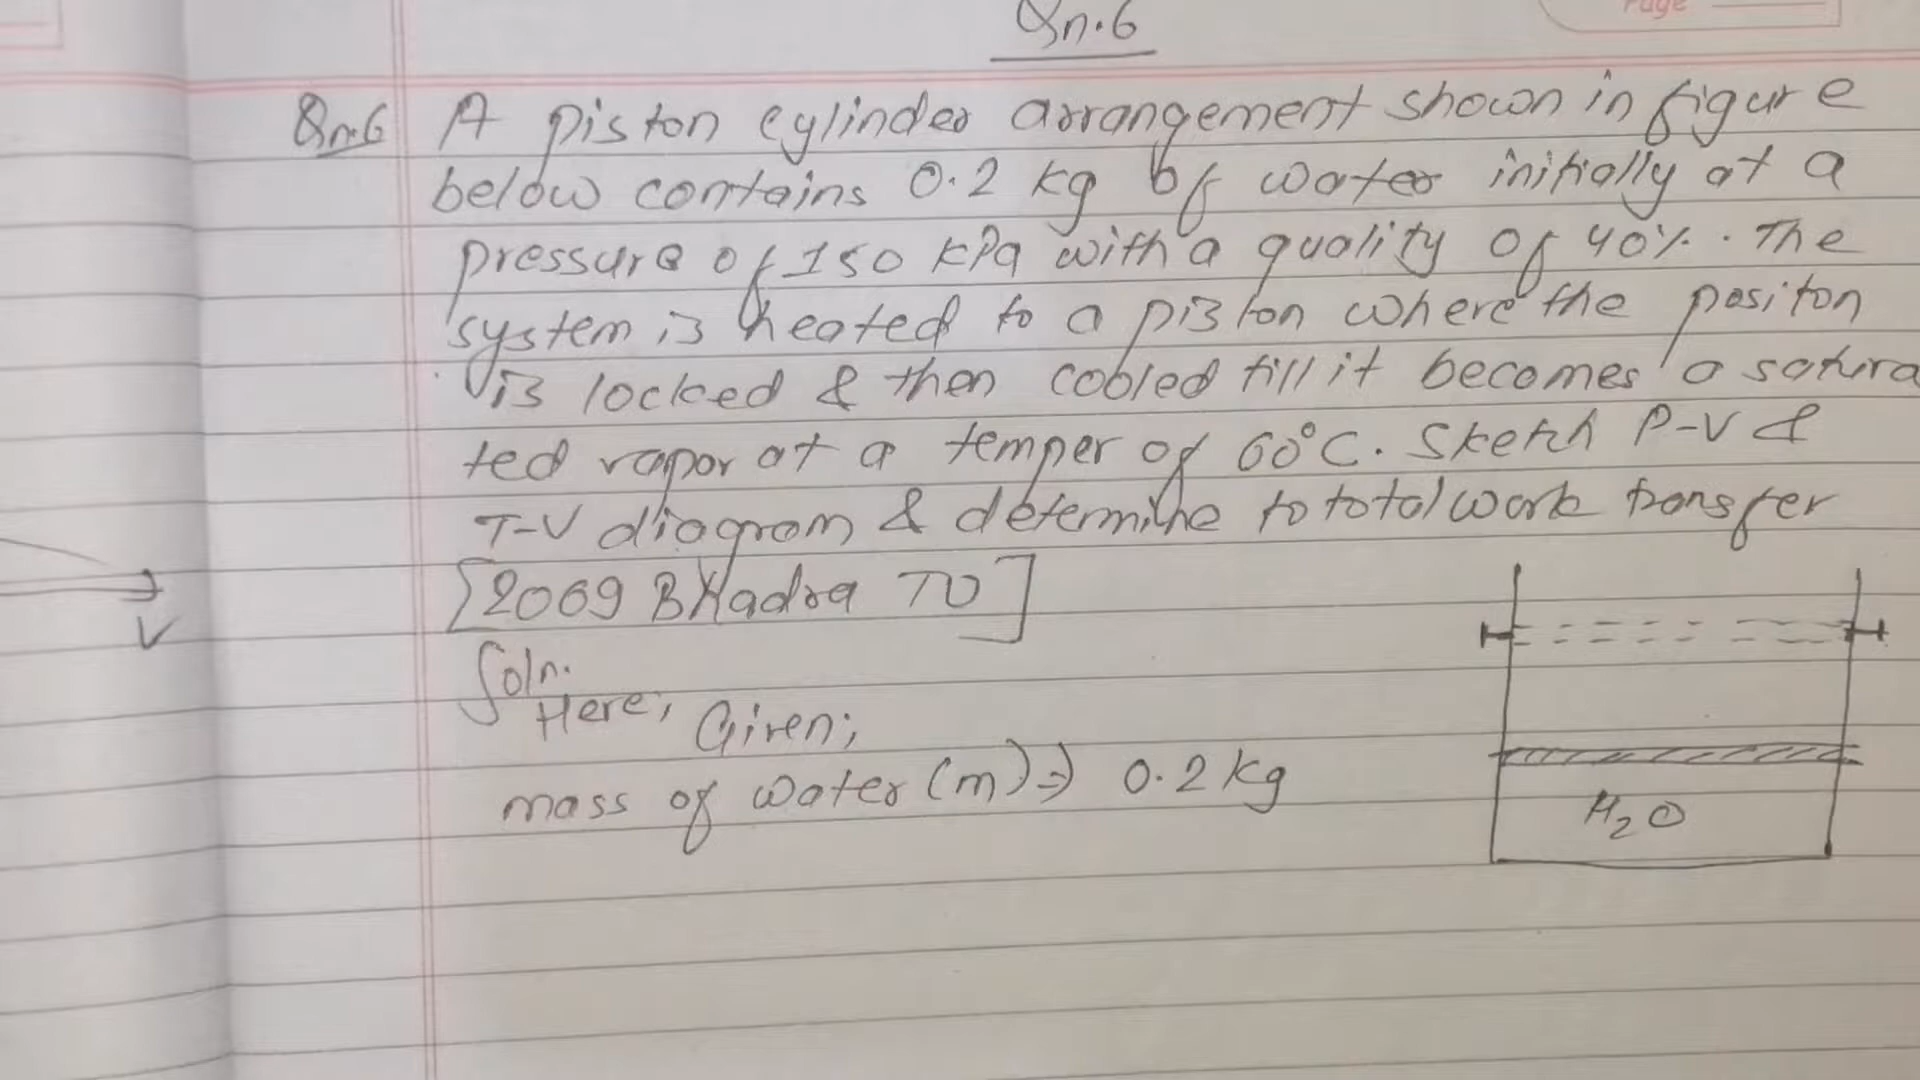 Page
Qn.6
Qn.6 A piston cylinder arrangement shown in figure
below contains 0.2 kg of water initially at a
pressure of 150 kPa with a quality of 40%. The
system is heated to a piston where the positon
is locked & then cooled till it becomes a satura
ted vapor at a temper of 60°C. Sketch P-V &
T-V diagram & determine to total work transfer
[2069 BHadra TU]
V
Soln.
Here, Given;
mass of water (m) ⇒ 0.2 kg
H2O